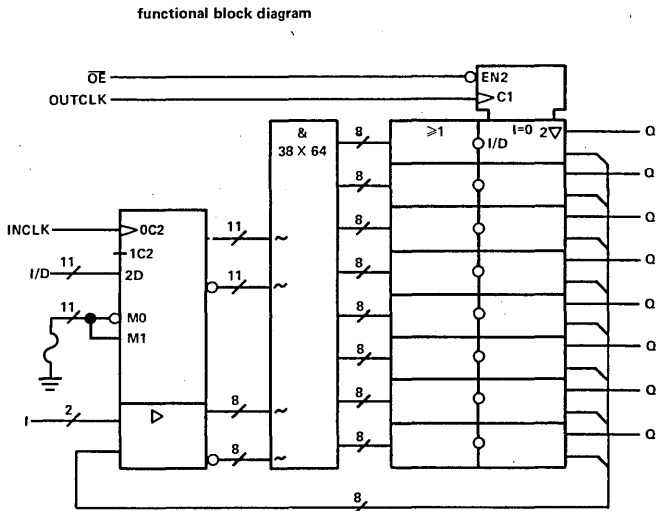 functional block diagram
OE
EN2
OUTCLK
C1
&
38 X 64
8
≥1
I/D
I=0
2▽
Q
8
Q
INCLK
0C2
11
~
8
Q
1C2
I/D
11
2D
11
~
8
Q
11
M0
8
Q
M1
8
Q
I
2
▷
8
~
8
Q
8
~
8
Q
8